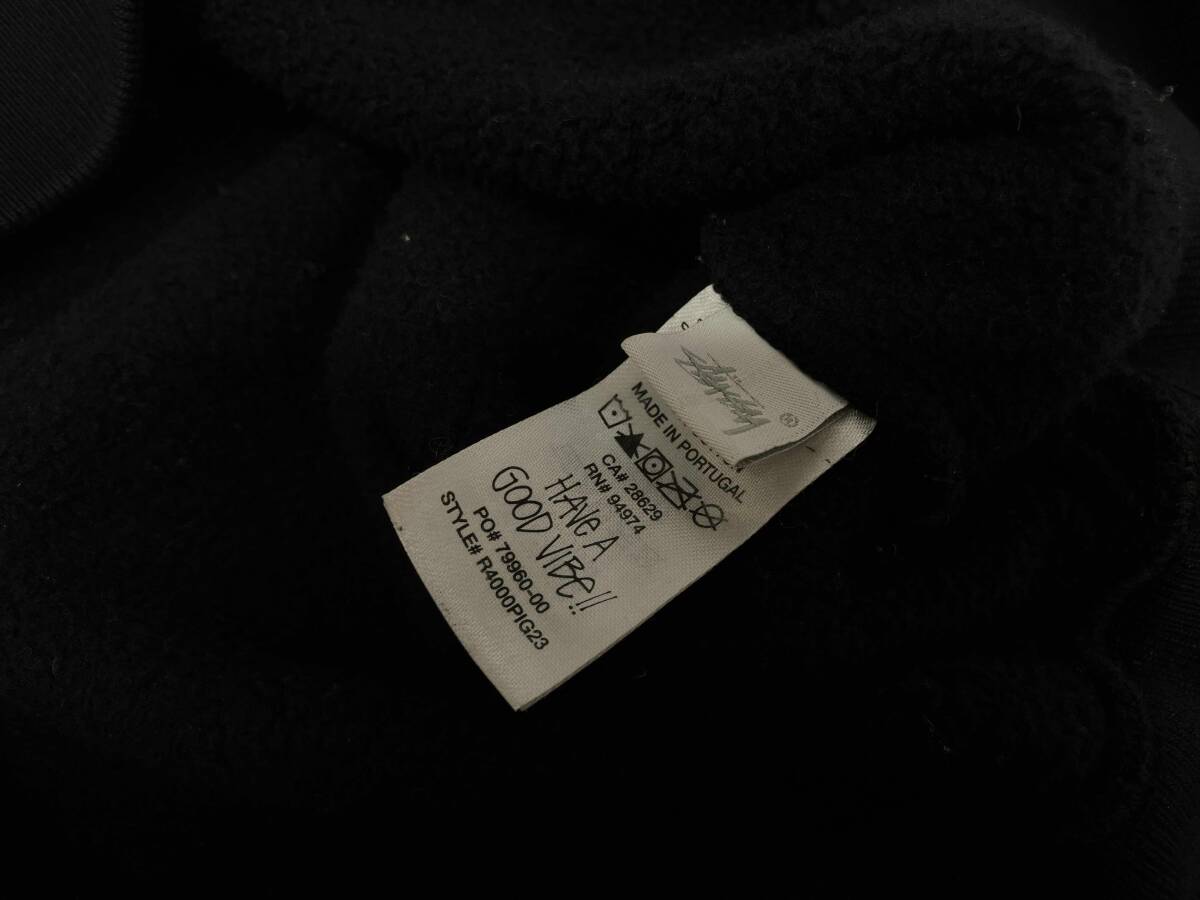 Stüssy ®
MADE IN PORTUGAL
CA# 28629
RN# 94974
HAVE A
GOOD VIBE!!
PO# 79960-00
STYLE# R4000PIG23